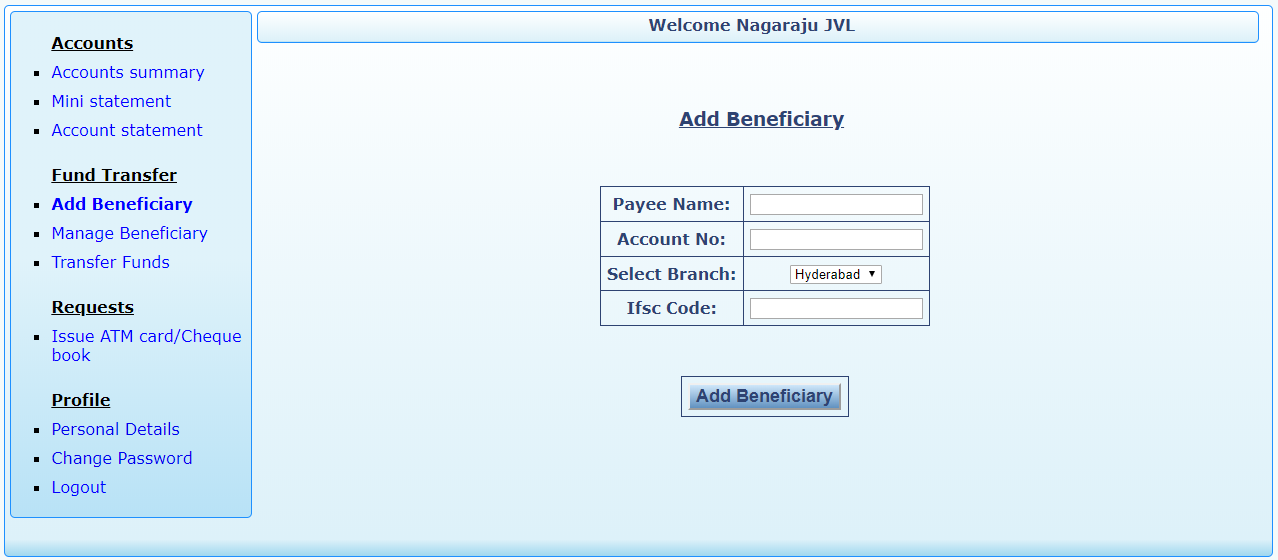 Welcome Nagaraju JVL
Accounts
Accounts summary
Mini statement
Account statement
Fund Transfer
Add Beneficiary
Manage Beneficiary
Transfer Funds
Requests
Issue ATM card/Cheque
book
Profile
Personal Details
Change Password
Logout
Add Beneficiary
Payee Name:
Account No:
Select Branch: Hyderabad
Ifsc Code:
Add Beneficiary